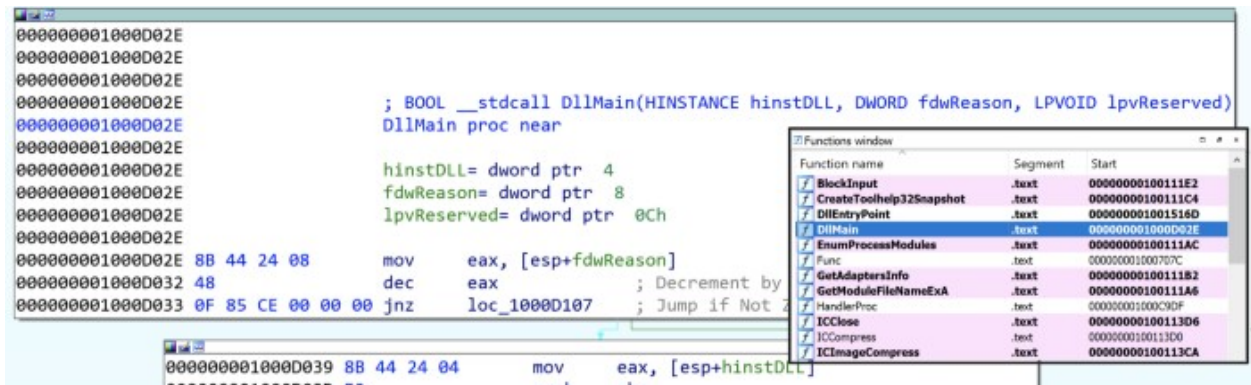 000000001000D02E
000000001000D02E
000000001000D02E
000000001000D02E ; BOOL __stdcall DllMain(HINSTANCE hinstDLL, DWORD fdwReason, LPVOID lpvReserved)
000000001000D02E DllMain proc near
000000001000D02E
000000001000D02E hinstDLL= dword ptr 4
000000001000D02E fdwReason= dword ptr 8
000000001000D02E lpvReserved= dword ptr 0Ch
000000001000D02E
000000001000D02E 8B 44 24 08 mov eax, [esp+fdwReason]
000000001000D032 48 dec eax ; Decrement by
000000001000D033 0F 85 CE 00 00 00 jnz loc_1000D107 ; Jump if Not
000000001000D039 8B 44 24 04 mov eax, [esp+hinstDLL]
Functions window
Function name Segment Start
f BlockInput .text 00000000100111E2
f CreateToolhelp32Snapshot .text 00000000100111C4
f DllEntryPoint .text 000000001001516D
f DllMain .text 000000001000D02E
f EnumProcessModules .text 00000000100111AC
f Func .text 000000001000707C
f GetAdaptersInfo .text 00000000100111B2
f GetModuleFileNameExA .text 00000000100111A6
f HandlerProc .text 000000001000C9DF
f ICClose .text 00000000100113D6
f ICCompress .text 00000000100113D0
f ICImageCompress .text 00000000100113CA